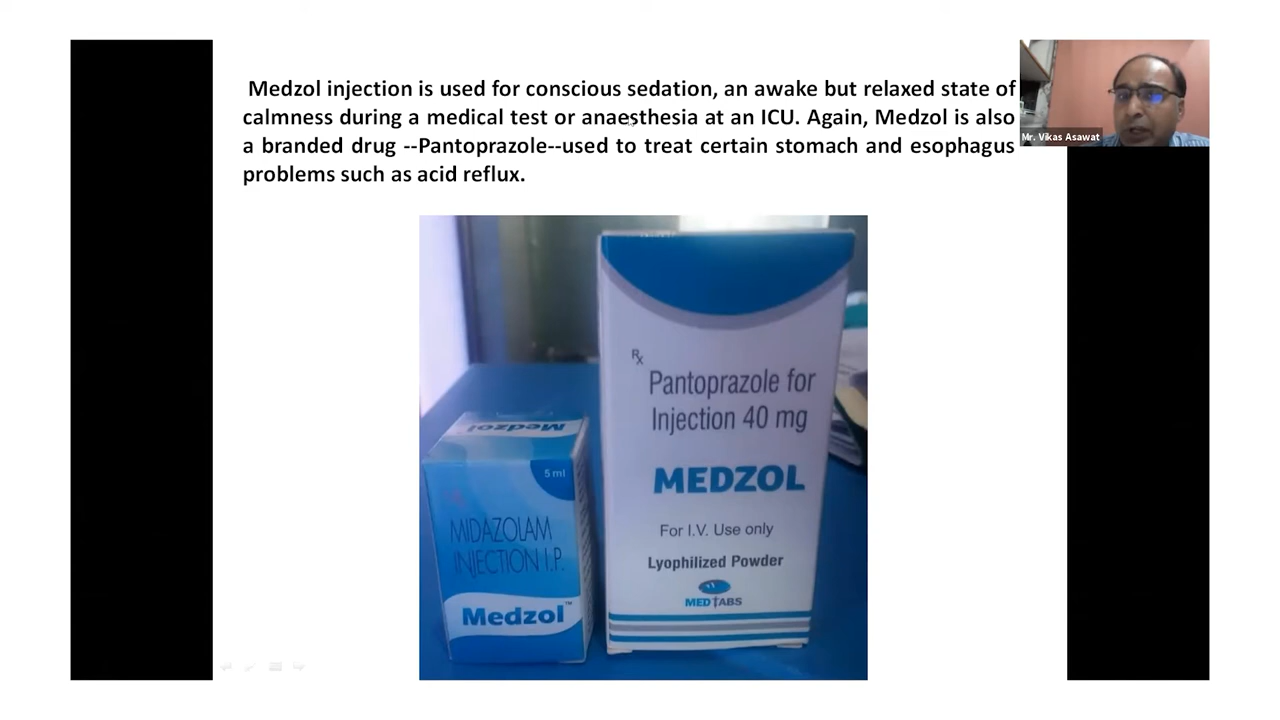 Medzol injection is used for conscious sedation, an awake but relaxed state of
calmness during a medical test or anaesthesia at an ICU. Again, Medzol is also
a branded drug --Pantoprazole--used to treat certain stomach and esophagus
problems such as acid reflux.
Mr. Vikas Asawat
Medzol
5 ml
MIDAZOLAM
INJECTION I.P.
Medzol™
Rx
Pantoprazole for
Injection 40 mg
MEDZOL
For I.V. Use only
Lyophilized Powder
MED TABS